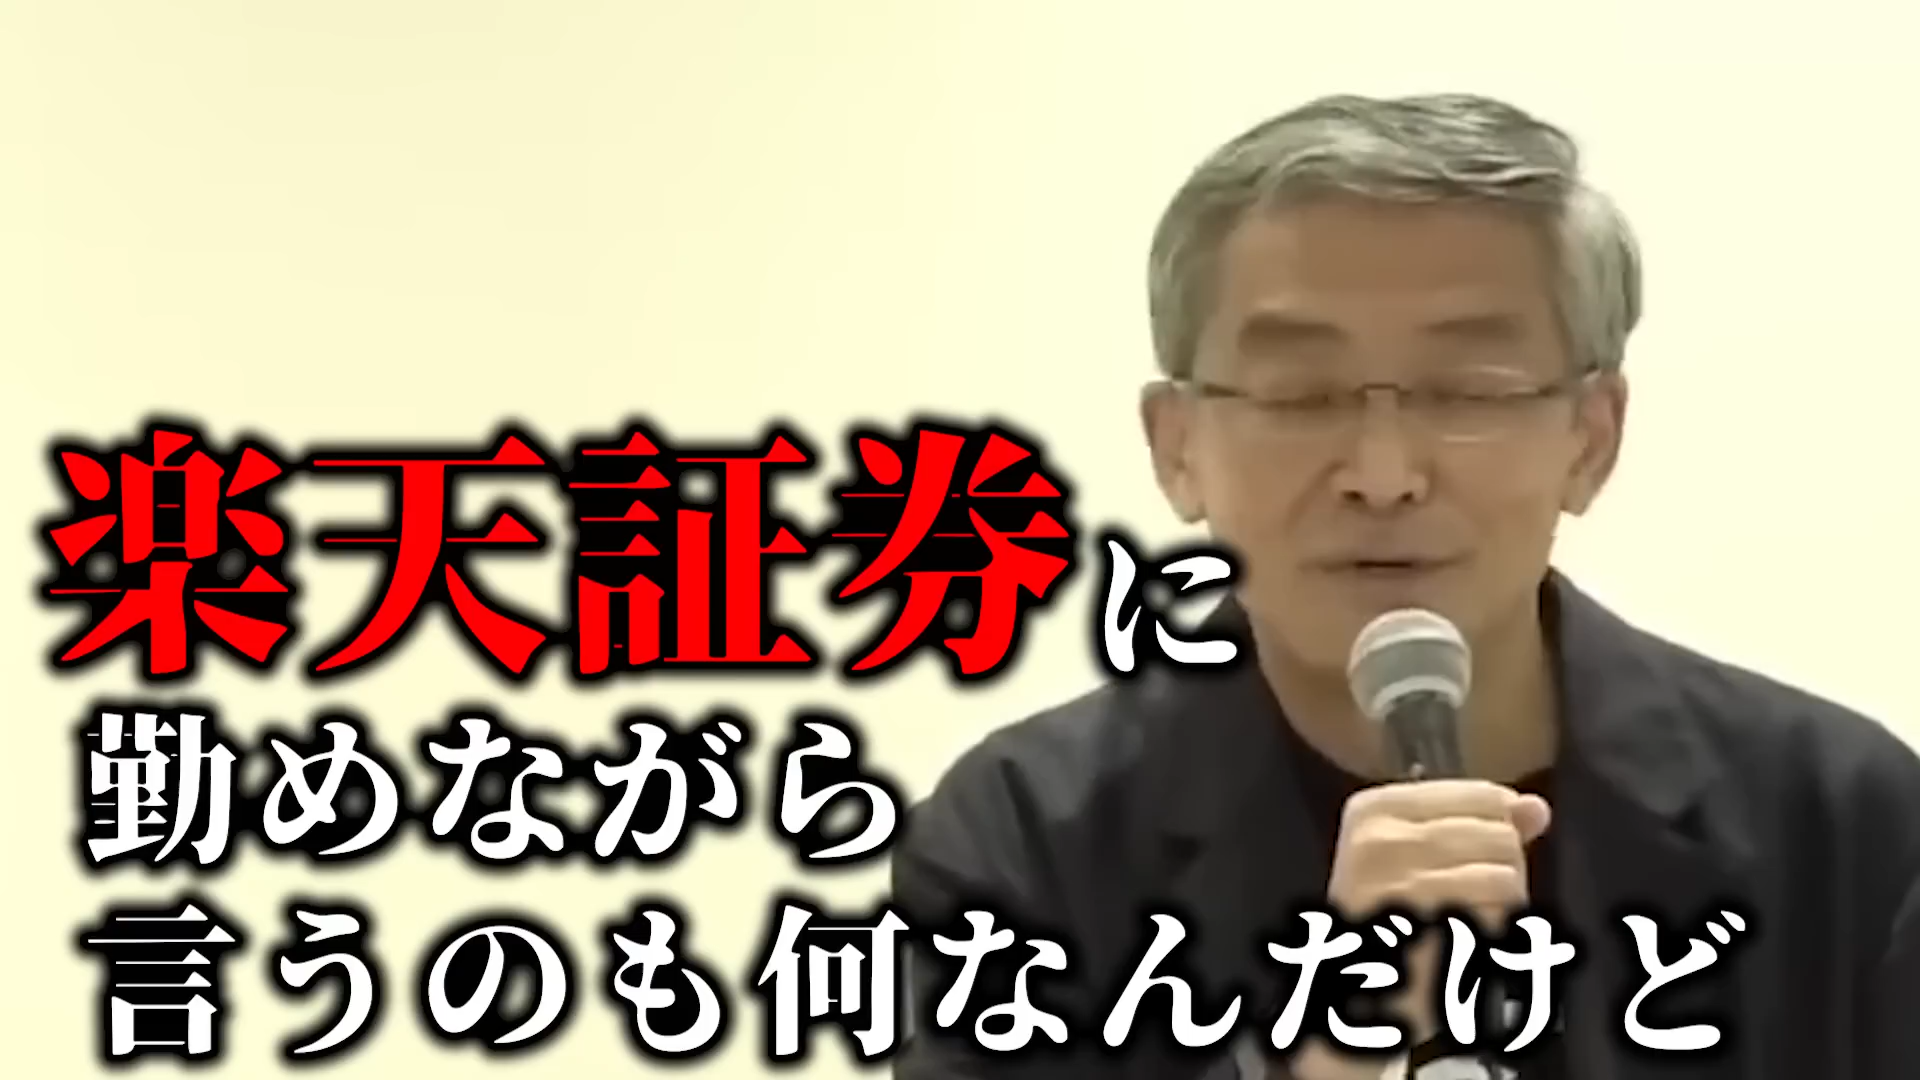 楽天証券に
勤めながら
言うのも何なんだけど